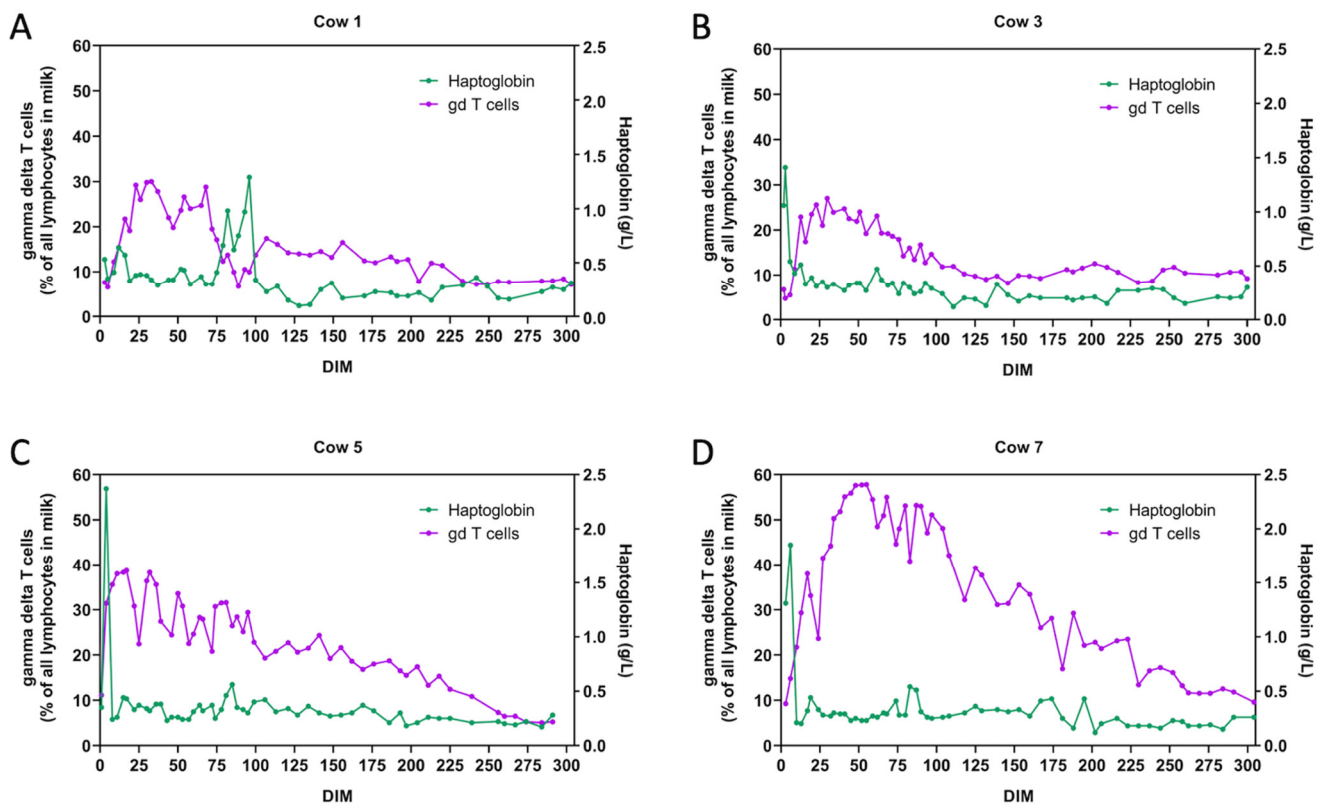 A
Cow 1
gamma delta T cells
(% of all lymphocytes in milk)
60
50
40
30
20
10
0
Haptoglobin
gd T cells
2.5
2.0
1.5
1.0
0.5
0.0
Haptoglobin (g/L)
0 25 50 75 100 125 150 175 200 225 250 275 300
DIM
B
Cow 3
gamma delta T cells
(% of all lymphocytes in milk)
60
50
40
30
20
10
0
Haptoglobin
gd T cells
2.5
2.0
1.5
1.0
0.5
0.0
Haptoglobin (g/L)
0 25 50 75 100 125 150 175 200 225 250 275 300
DIM
C
Cow 5
gamma delta T cells
(% of all lymphocytes in milk)
60
50
40
30
20
10
0
Haptoglobin
gd T cells
2.5
2.0
1.5
1.0
0.5
0.0
Haptoglobin (g/L)
0 25 50 75 100 125 150 175 200 225 250 275 300
DIM
D
Cow 7
gamma delta T cells
(% of all lymphocytes in milk)
60
50
40
30
20
10
0
Haptoglobin
gd T cells
2.5
2.0
1.5
1.0
0.5
0.0
Haptoglobin (g/L)
0 25 50 75 100 125 150 175 200 225 250 275 300
DIM